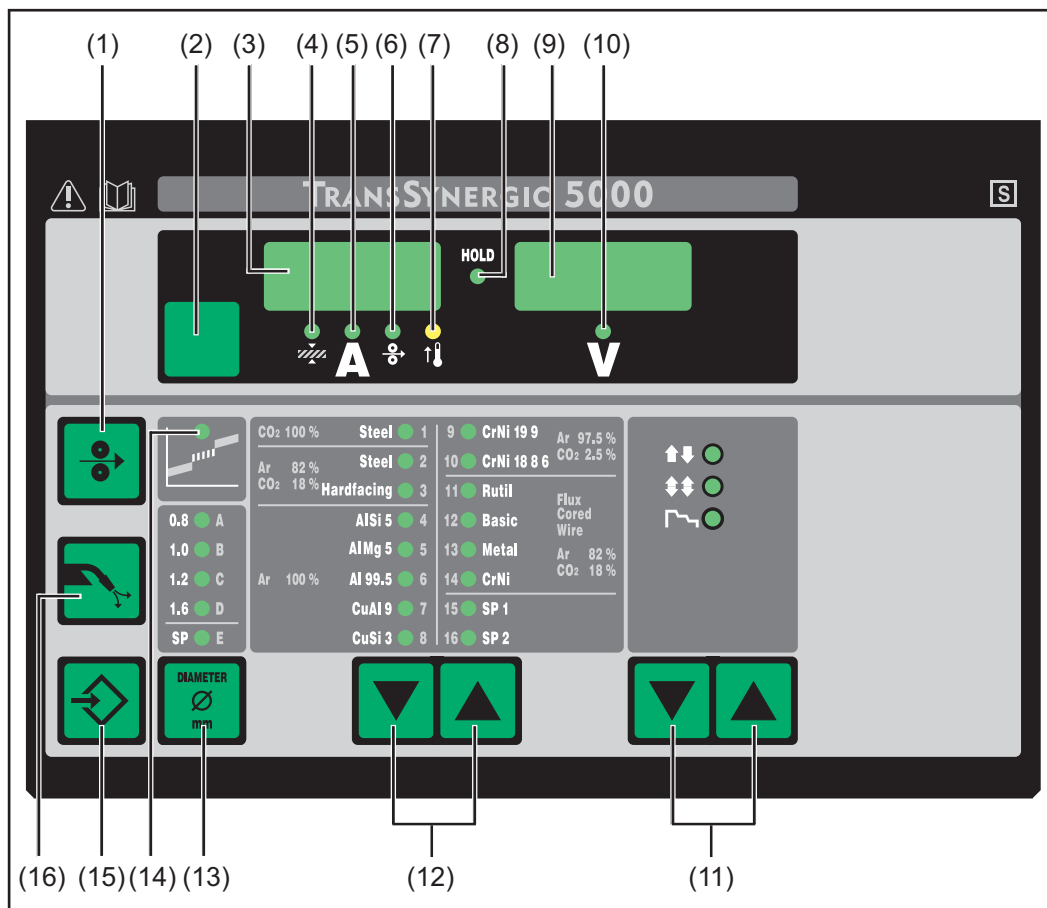 (1) (2) (3) (4) (5) (6) (7) (8) (9) (10)
TRANSSYNERGIC 5000
S
HOLD
A
V
CO2 100 % Steel 1 9 CrNi 19 9 Ar 97.5 %
CO2 2.5 %
Ar 82 % Steel 2 10 CrNi 18 8 6
CO2 18 % Hardfacing 3 11 Rutil Flux
Cored
Wire
0.8 A AlSi 5 4 12 Basic
1.0 B AlMg 5 5 13 Metal Ar 82 %
CO2 18 %
1.2 C Ar 100 % Al 99.5 6 14 CrNi
1.6 D CuAl 9 7 15 SP 1
SP E CuSi 3 8 16 SP 2
DIAMETER
Ø
mm
(16) (15) (14) (13) (12) (11)